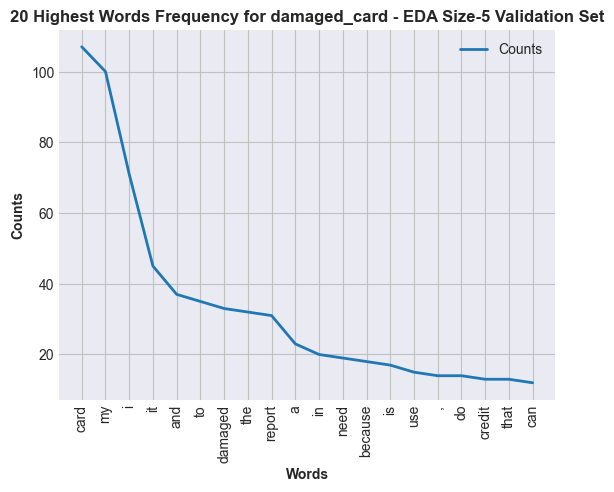 20 Highest Words Frequency for damaged_card - EDA Size-5 Validation Set
Counts
100
80
60
40
20
Counts
card
my
i
it
and
to
damaged
the
report
a
in
need
because
is
use
,
do
credit
that
can
Words